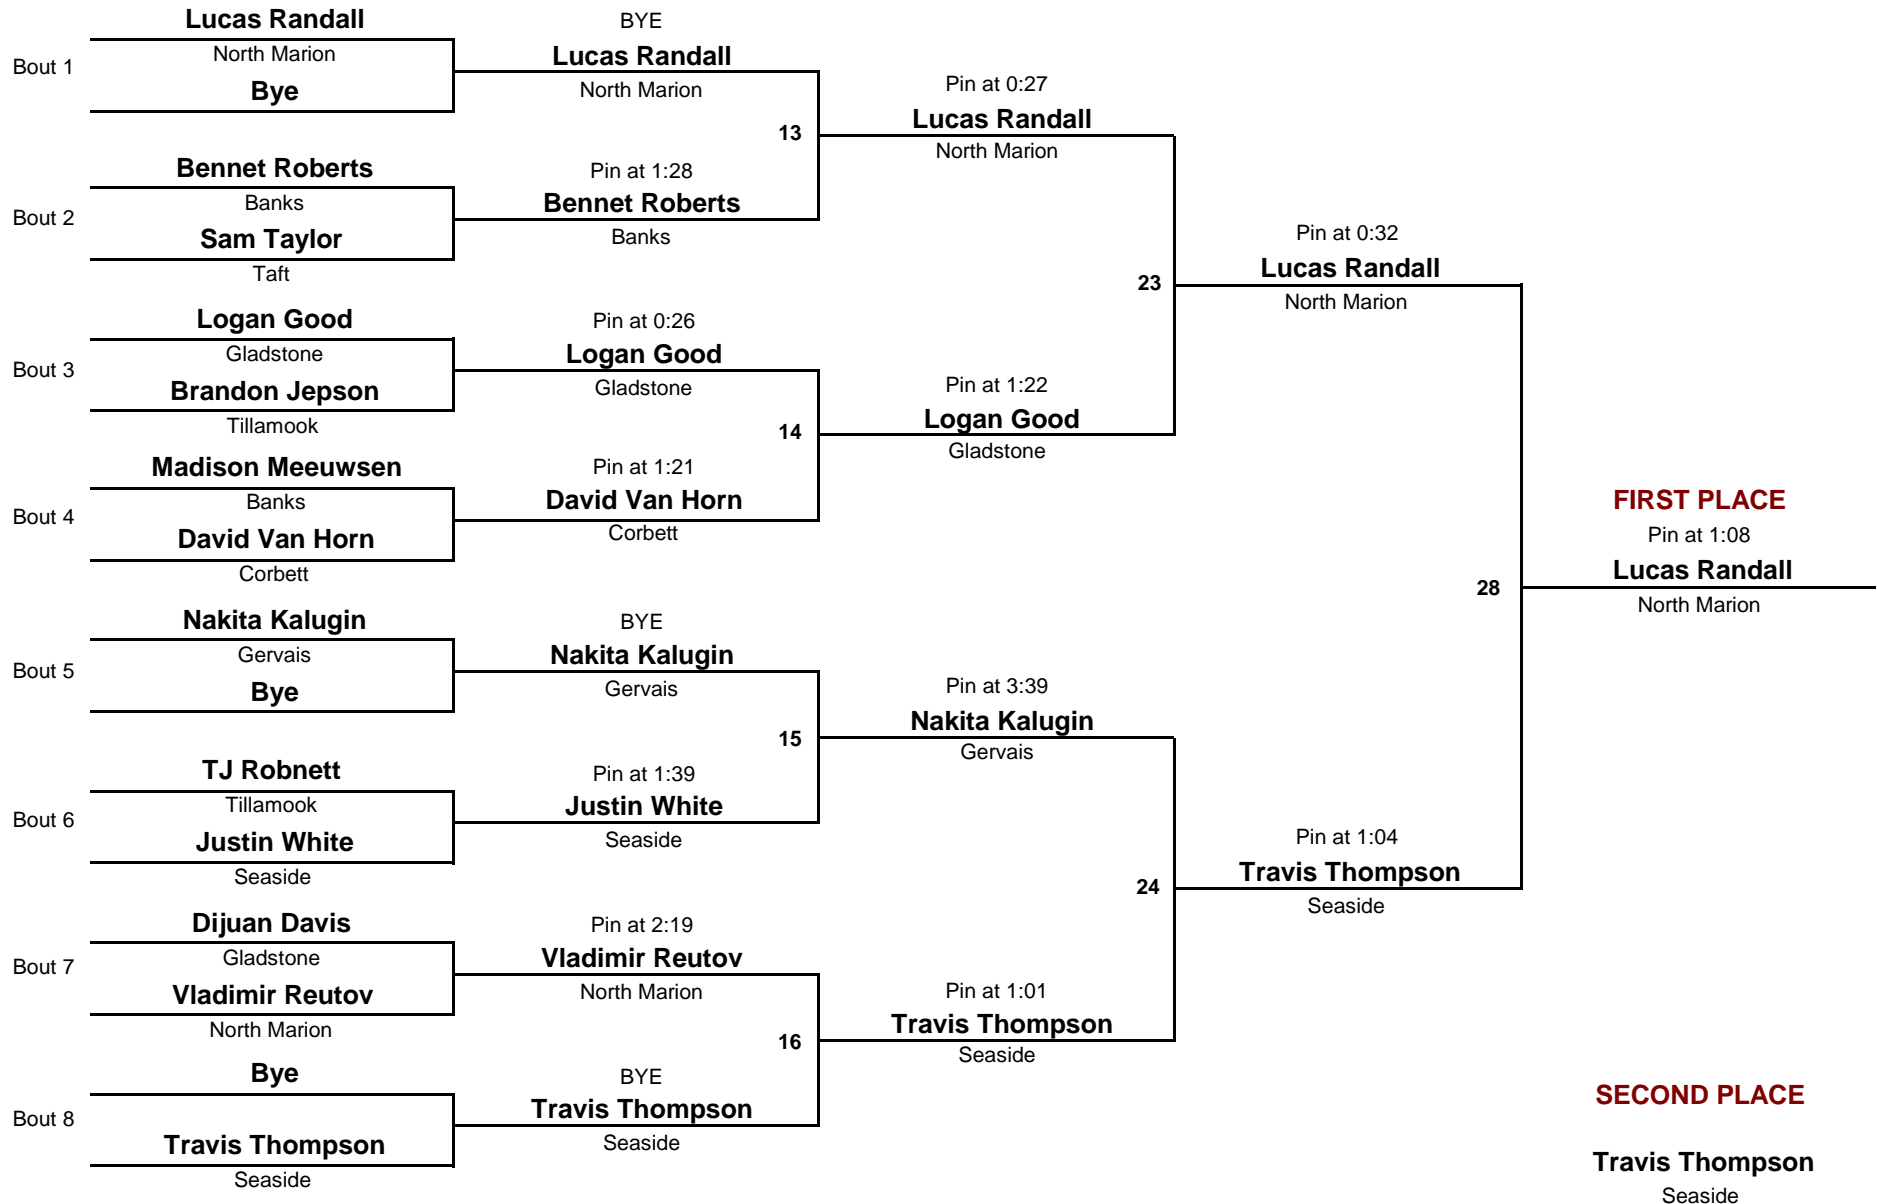 Lucas Randall
North Marion
Bout 1
Bye
Bennet Roberts
Banks
Bout 2
Sam Taylor
Taft
Logan Good
Gladstone
Bout 3
Brandon Jepson
Tillamook
Madison Meeuwsen
Banks
Bout 4
David Van Horn
Corbett
Nakita Kalugin
Gervais
Bout 5
Bye
TJ Robnett
Tillamook
Bout 6
Justin White
Seaside
Dijuan Davis
Gladstone
Bout 7
Vladimir Reutov
North Marion
Bye
Bout 8
Travis Thompson
Seaside
BYE
Lucas Randall
North Marion
13
Pin at 1:28
Bennet Roberts
Banks
Pin at 0:26
Logan Good
Gladstone
14
Pin at 1:21
David Van Horn
Corbett
BYE
Nakita Kalugin
Gervais
15
Pin at 1:39
Justin White
Seaside
Pin at 2:19
Vladimir Reutov
North Marion
16
BYE
Travis Thompson
Seaside
Pin at 0:27
Lucas Randall
North Marion
23
Pin at 1:22
Logan Good
Gladstone
Pin at 3:39
Nakita Kalugin
Gervais
24
Pin at 1:01
Travis Thompson
Seaside
Pin at 0:32
Lucas Randall
North Marion
28
Pin at 1:04
Travis Thompson
Seaside
FIRST PLACE
Pin at 1:08
Lucas Randall
North Marion
SECOND PLACE
Travis Thompson
Seaside